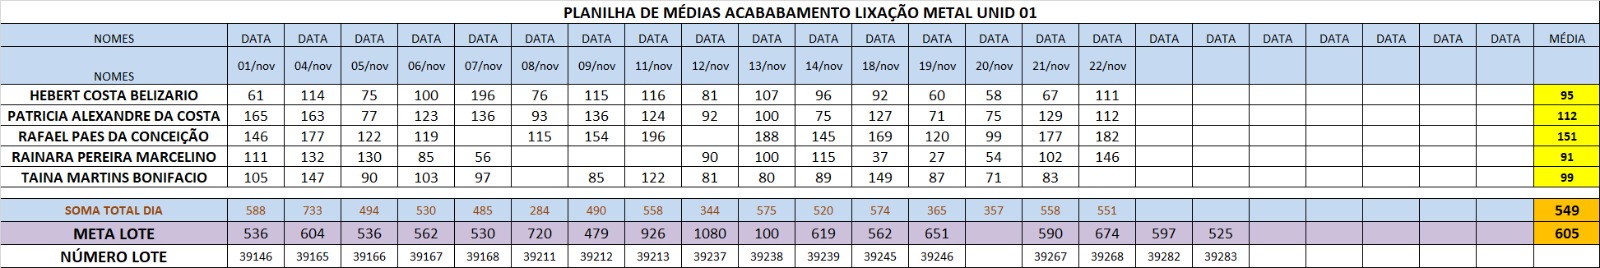 PLANILHA DE MÉDIAS ACABABAMENTO LIXAÇÃO METAL UNID 01
NOMES DATA DATA DATA DATA DATA DATA DATA DATA DATA DATA DATA DATA DATA DATA DATA DATA DATA DATA DATA DATA DATA DATA DATA MÉDIA
NOMES 01/nov 04/nov 05/nov 06/nov 07/nov 08/nov 09/nov 11/nov 12/nov 13/nov 14/nov 18/nov 19/nov 20/nov 21/nov 22/nov
HEBERT COSTA BELIZARIO 61 114 75 100 196 76 115 116 81 107 96 92 60 58 67 111 95
PATRICIA ALEXANDRE DA COSTA 165 163 77 123 136 93 136 124 92 100 75 127 71 75 129 112 112
RAFAEL PAES DA CONCEIÇÃO 146 177 122 119 115 154 196 188 145 169 120 99 177 182 151
RAINARA PEREIRA MARCELINO 111 132 130 85 56 90 100 115 37 27 54 102 146 91
TAINA MARTINS BONIFACIO 105 147 90 103 97 85 122 81 80 89 149 87 71 83 99
SOMA TOTAL DIA 588 733 494 530 485 284 490 558 344 575 520 574 365 357 558 551 549
META LOTE 536 604 536 562 530 720 479 926 1080 100 619 562 651 590 674 597 525 605
NÚMERO LOTE 39146 39165 39166 39167 39168 39211 39212 39213 39237 39238 39239 39245 39246 39267 39268 39282 39283